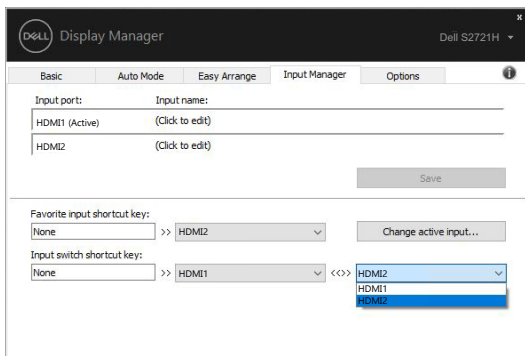 x
DELL Display Manager Dell S2721H
Basic Auto Mode Easy Arrange Input Manager Options i
Input port: Input name:
HDMI1 (Active) (Click to edit)
HDMI2 (Click to edit)
Save
Favorite input shortcut key:
None >> HDMI2 Change active input...
Input switch shortcut key:
None >> HDMI1 <<>> HDMI2
HDMI1
HDMI2